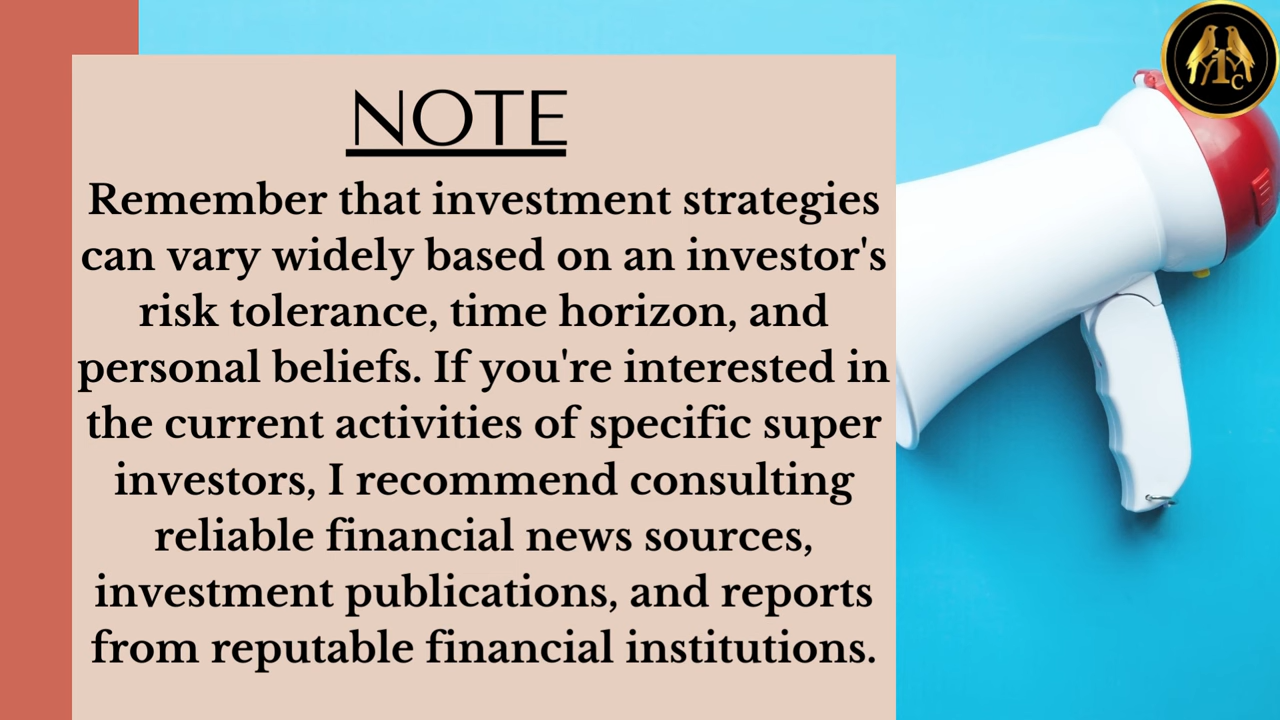 NOTE
Remember that investment strategies
can vary widely based on an investor's
risk tolerance, time horizon, and
personal beliefs. If you're interested in
the current activities of specific super
investors, I recommend consulting
reliable financial news sources,
investment publications, and reports
from reputable financial institutions.
1
C